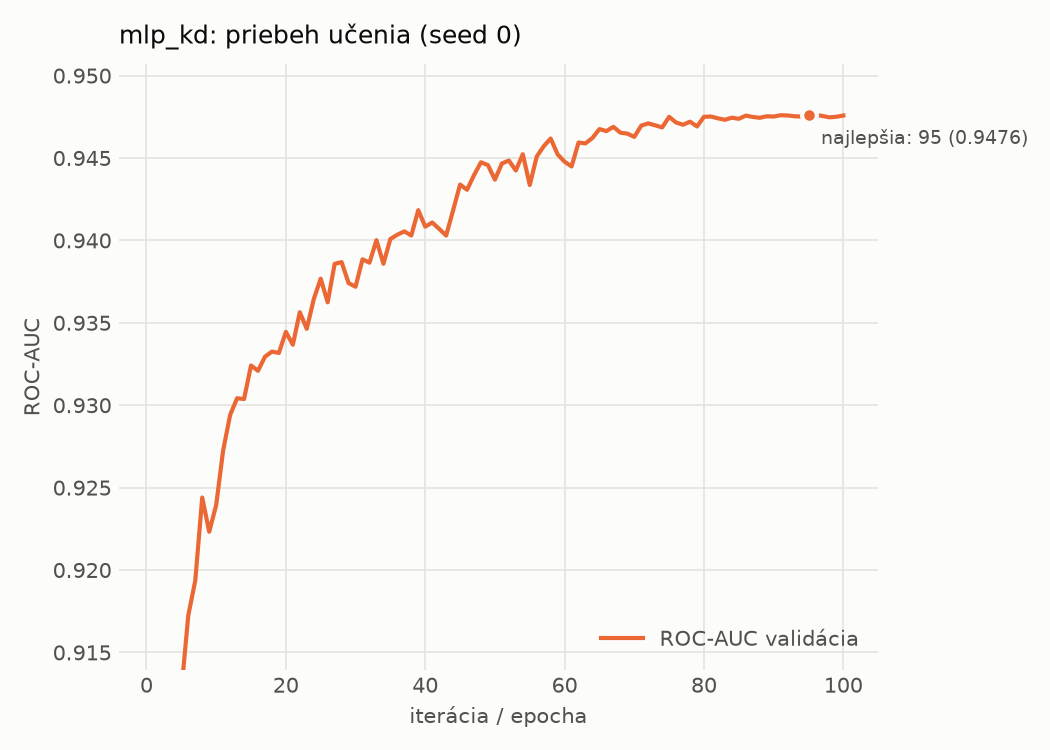 mlp_kd: priebeh učenia (seed 0)
ROC-AUC
0.950
0.945
0.940
0.935
0.930
0.925
0.920
0.915
najlepšia: 95 (0.9476)
ROC-AUC validácia
0 20 40 60 80 100
iterácia / epocha